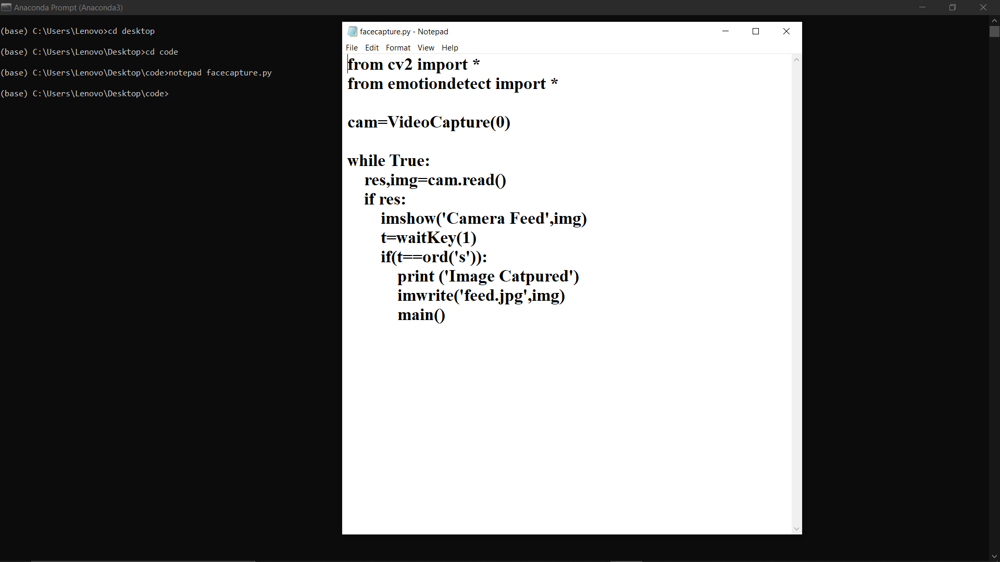 Anaconda Prompt (Anaconda3)
(base) C:\Users\Lenovo>cd desktop
(base) C:\Users\Lenovo\Desktop>cd code
(base) C:\Users\Lenovo\Desktop\code>notepad facecapture.py
(base) C:\Users\Lenovo\Desktop\code>
facecapture.py - Notepad
File Edit Format View Help
from cv2 import *
from emotiondetect import *
cam=VideoCapture(0)
while True:
    res,img=cam.read()
    if res:
        imshow('Camera Feed',img)
        t=waitKey(1)
        if(t==ord('s')):
            print ('Image Catpured')
            imwrite('feed.jpg',img)
            main()